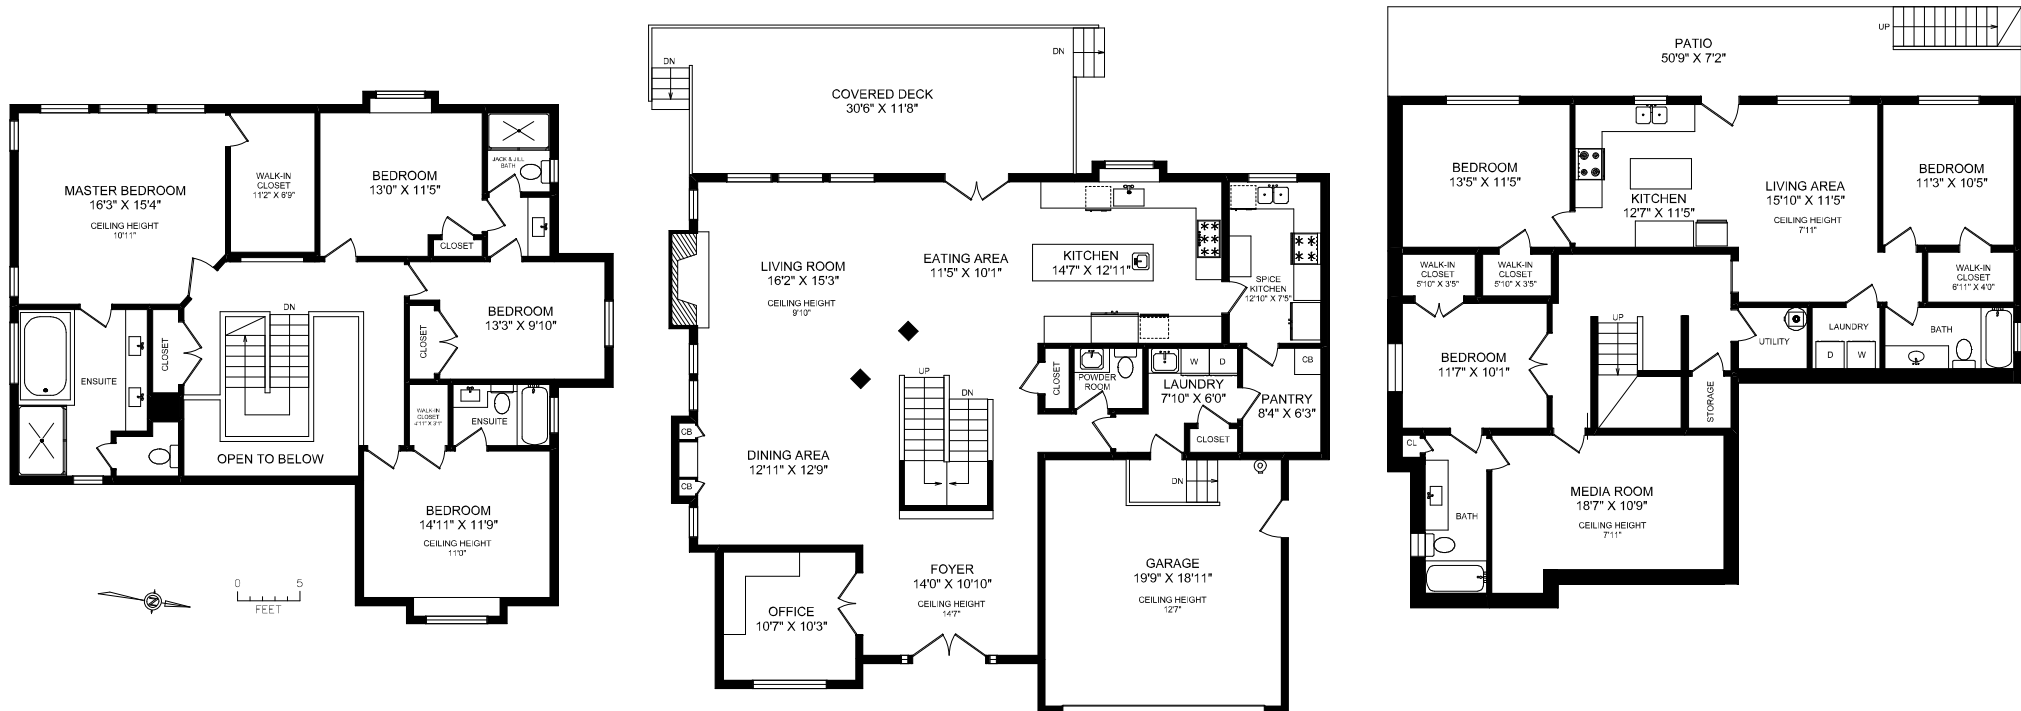 MASTER BEDROOM
16'3" X 15'4"
CEILING HEIGHT
10'11"
WALK-IN
CLOSET
11'2" X 6'9"
BEDROOM
13'0" X 11'5"
CLOSET
JACK & JILL
BATH
BEDROOM
13'3" X 9'10"
CLOSET
DN
CLOSET
ENSUITE
OPEN TO BELOW
WALK-IN
CLOSET
ENSUITE
BEDROOM
14'11" X 11'9"
CEILING HEIGHT
11'0"
N
0 5
FEET
DN
COVERED DECK
30'6" X 11'8"
DN
LIVING ROOM
16'2" X 15'3"
CEILING HEIGHT
9'10"
EATING AREA
11'5" X 10'1"
KITCHEN
14'7" X 12'11"
SPICE
KITCHEN
12'10" X 7'5"
UP
DN
CLOSET
POWDER
ROOM
W
D
LAUNDRY
7'10" X 6'0"
CLOSET
CB
PANTRY
8'4" X 6'3"
CB
CB
DINING AREA
12'11" X 12'9"
DN
FOYER
14'0" X 10'10"
CEILING HEIGHT
14'7"
OFFICE
10'7" X 10'3"
GARAGE
19'9" X 18'11"
CEILING HEIGHT
12'7"
PATIO
50'9" X 7'2"
UP
BEDROOM
13'5" X 11'5"
KITCHEN
12'7" X 11'5"
LIVING AREA
15'10" X 11'5"
CEILING HEIGHT
7'11"
BEDROOM
11'3" X 10'5"
WALK-IN
CLOSET
5'10" X 3'5"
WALK-IN
CLOSET
5'10" X 3'5"
WALK-IN
CLOSET
6'11" X 4'0"
BEDROOM
11'7" X 10'1"
UP
UTILITY
LAUNDRY
D
W
BATH
STORAGE
CL
BATH
MEDIA ROOM
18'7" X 10'9"
CEILING HEIGHT
7'11"